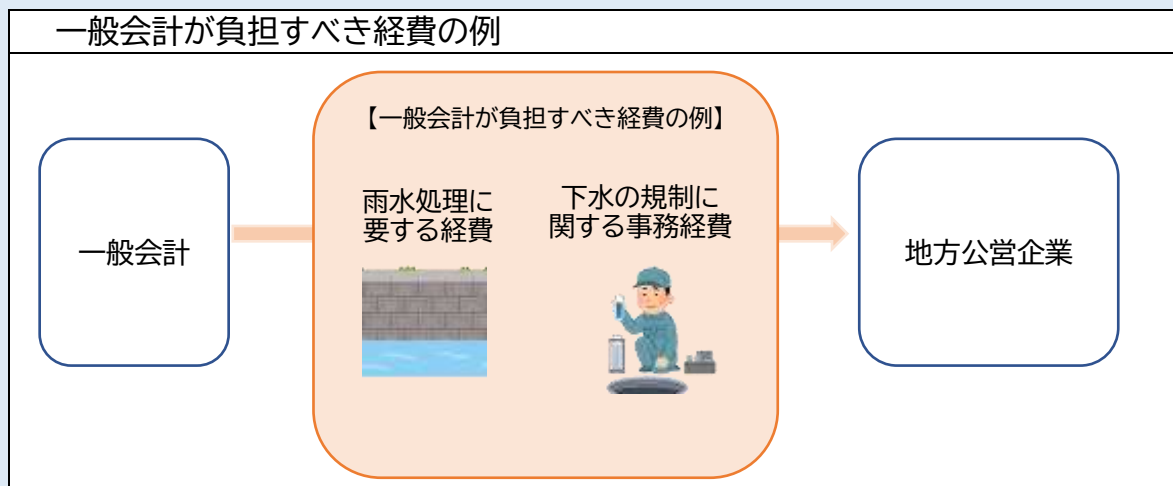 一般会計が負担すべき経費の例
【一般会計が負担すべき経費の例】
一般会計
雨水処理に
要する経費
下水の規制に
関する事務経費
地方公営企業